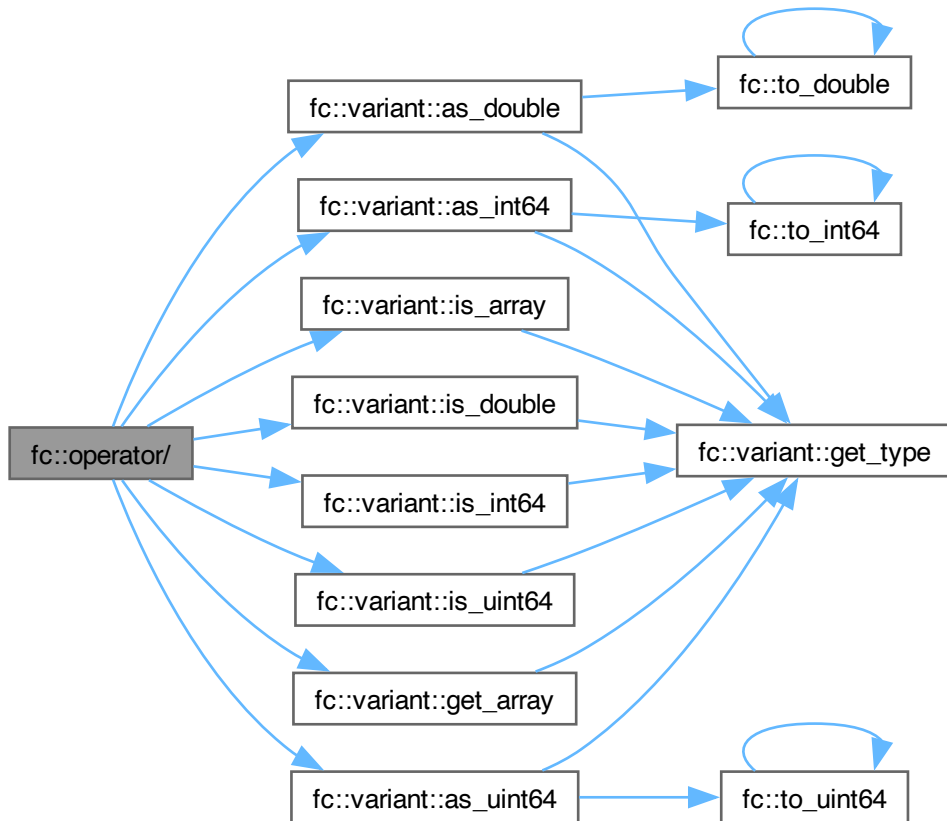 fc::operator/
fc::variant::as_double
fc::variant::as_int64
fc::variant::is_array
fc::variant::is_double
fc::variant::is_int64
fc::variant::is_uint64
fc::variant::get_array
fc::variant::as_uint64
fc::to_double
fc::to_int64
fc::variant::get_type
fc::to_uint64